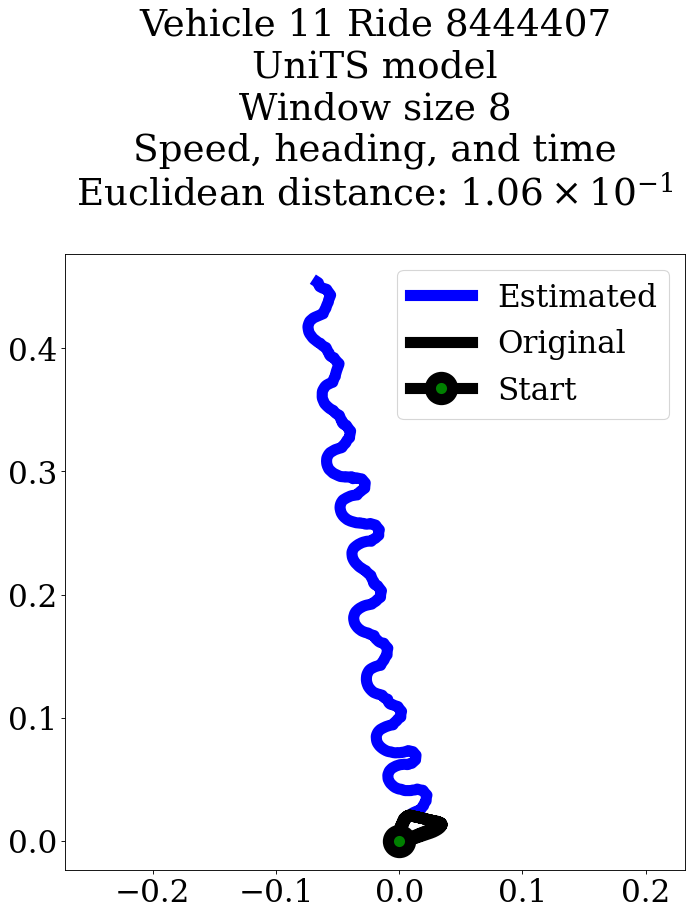 Vehicle 11 Ride 8444407
UniTS model
Window size 8
Speed, heading, and time
Euclidean distance: 1.06 × 10⁻¹
Estimated
Original
Start
0.4
0.3
0.2
0.1
0.0
−0.2 −0.1 0.0 0.1 0.2